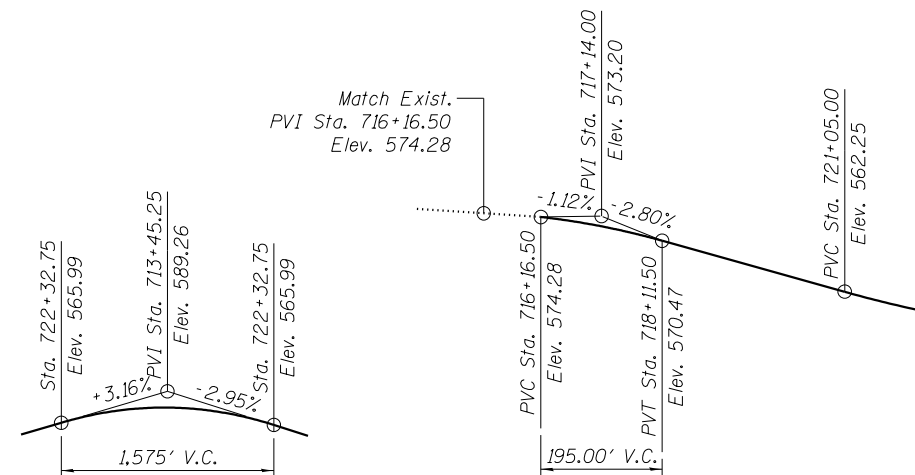 Match Exist.
PVI Sta. 716+16.50
Elev. 574.28
Sta. 722+32.75
Elev. 565.99
PVI Sta. 713+45.25
Elev. 589.26
Sta. 722+32.75
Elev. 565.99
+3.16%
-2.95%
1,575' V.C.
PVC Sta. 716+16.50
Elev. 574.28
PVI Sta. 717+14.00
Elev. 573.20
PVT Sta. 718+11.50
Elev. 570.47
PVC Sta. 721+05.00
Elev. 562.25
-1.12%
-2.80%
195.00' V.C.